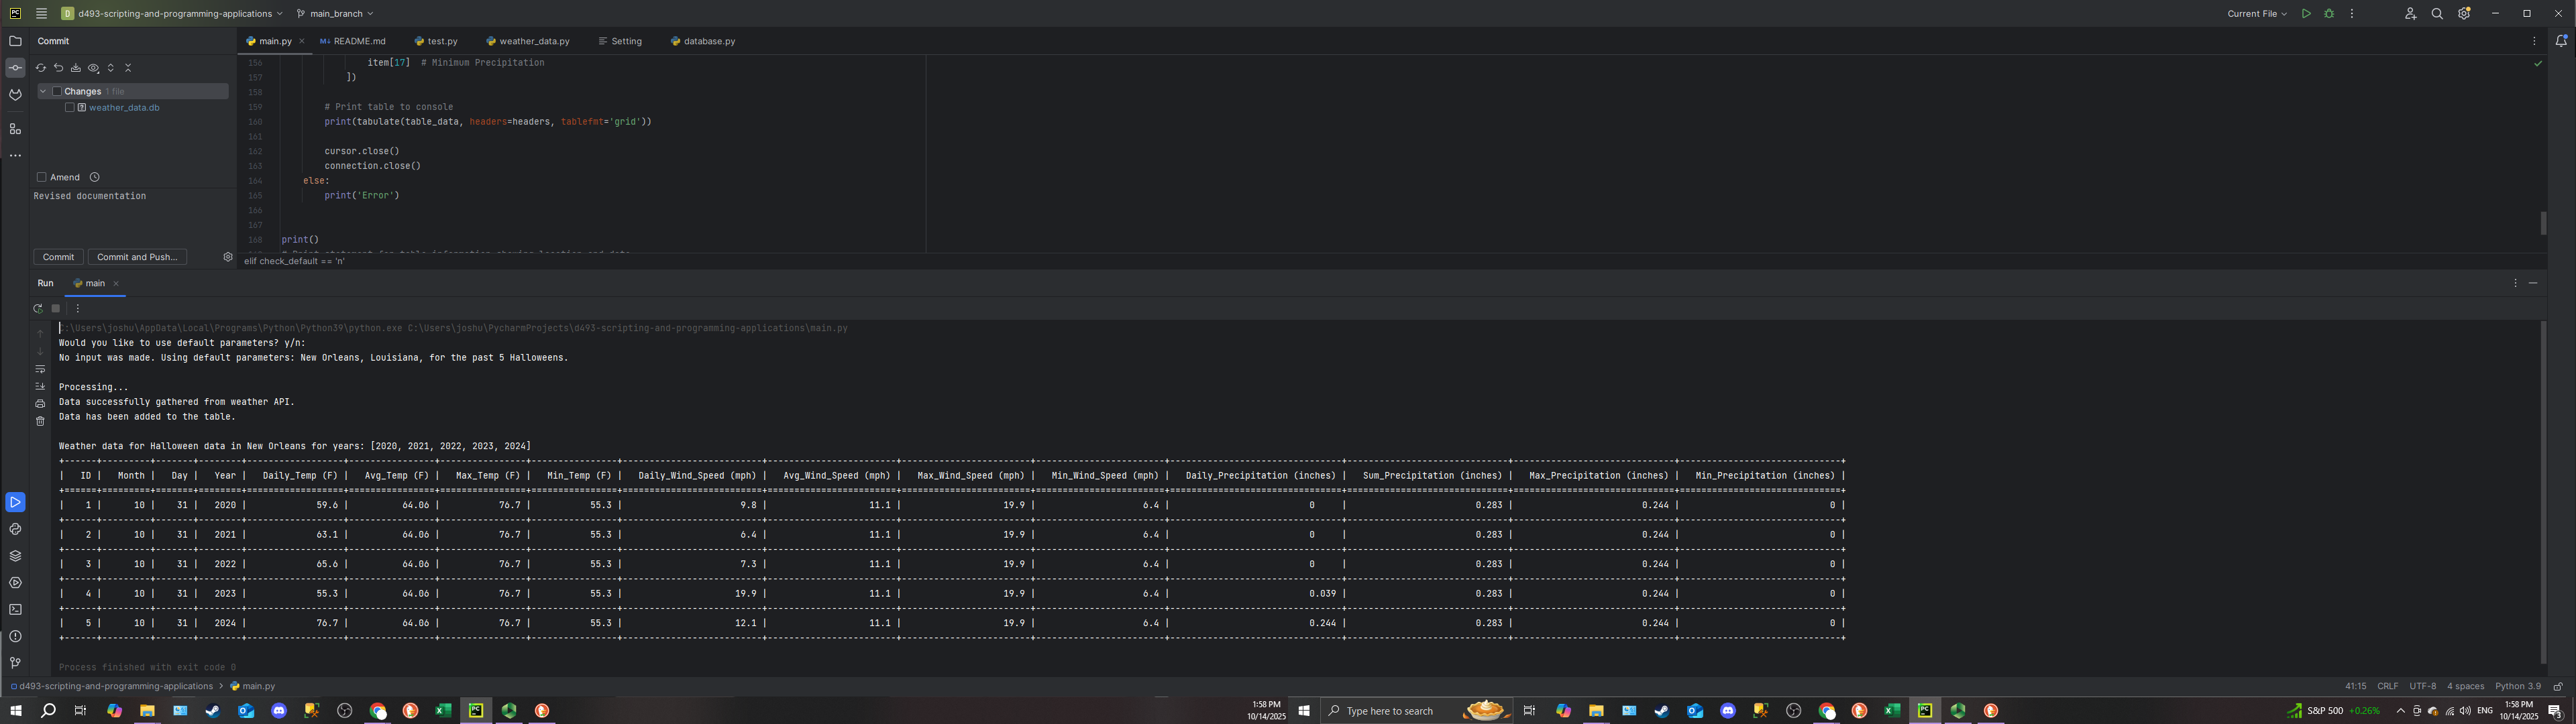 PC
D d493-scripting-and-programming-applications
main_branch
Current File
Commit
main.py
README.md
test.py
weather_data.py
Setting
database.py
Changes 1 file
weather_data.db
Amend
Revised documentation
Commit
Commit and Push...
156 item[17] # Minimum Precipitation
157 ])
158
159 # Print table to console
160 print(tabulate(table_data, headers=headers, tablefmt='grid'))
161
162 cursor.close()
163 connection.close()
164 else:
165 print('Error')
166
167
168 print()
elif check_default == 'n'
Run
main
C:\Users\joshu\AppData\Local\Programs\Python\Python39\python.exe C:\Users\joshu\PycharmProjects\d493-scripting-and-programming-applications\main.py
Would you like to use default parameters? y/n:
No input was made. Using default parameters: New Orleans, Louisiana, for the past 5 Halloweens.
Processing...
Data successfully gathered from weather API.
Data has been added to the table.
Weather data for Halloween data in New Orleans for years: [2020, 2021, 2022, 2023, 2024]
| ID | Month | Day | Year | Daily_Temp (F) | Avg_Temp (F) | Max_Temp (F) | Min_Temp (F) | Daily_Wind_Speed (mph) | Avg_Wind_Speed (mph) | Max_Wind_Speed (mph) | Min_Wind_Speed (mph) | Daily_Precipitation (inches) | Sum_Precipitation (inches) | Max_Precipitation (inches) | Min_Precipitation (inches) |
| 1 | 10 | 31 | 2020 | 59.6 | 64.06 | 76.7 | 55.3 | 9.8 | 11.1 | 19.9 | 6.4 | 0 | 0.283 | 0.244 | 0 |
| 2 | 10 | 31 | 2021 | 63.1 | 64.06 | 76.7 | 55.3 | 6.4 | 11.1 | 19.9 | 6.4 | 0 | 0.283 | 0.244 | 0 |
| 3 | 10 | 31 | 2022 | 65.6 | 64.06 | 76.7 | 55.3 | 7.3 | 11.1 | 19.9 | 6.4 | 0 | 0.283 | 0.244 | 0 |
| 4 | 10 | 31 | 2023 | 55.3 | 64.06 | 76.7 | 55.3 | 19.9 | 11.1 | 19.9 | 6.4 | 0.039 | 0.283 | 0.244 | 0 |
| 5 | 10 | 31 | 2024 | 76.7 | 64.06 | 76.7 | 55.3 | 12.1 | 11.1 | 19.9 | 6.4 | 0.244 | 0.283 | 0.244 | 0 |
Process finished with exit code 0
d493-scripting-and-programming-applications > main.py
41:15 CRLF UTF-8 4 spaces Python 3.9
1:58 PM
10/14/2025
Type here to search
S&P 500 +0.26%
ENG
1:58 PM
10/14/2025